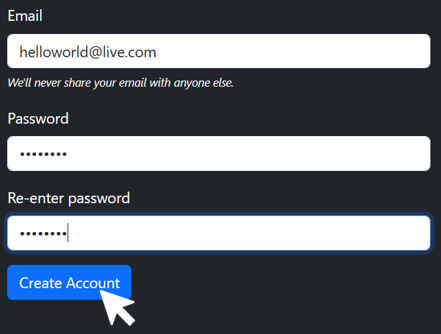 Email
helloworld@live.com
We'll never share your email with anyone else.
Password
••••••••
Re-enter password
••••••••
Create Account